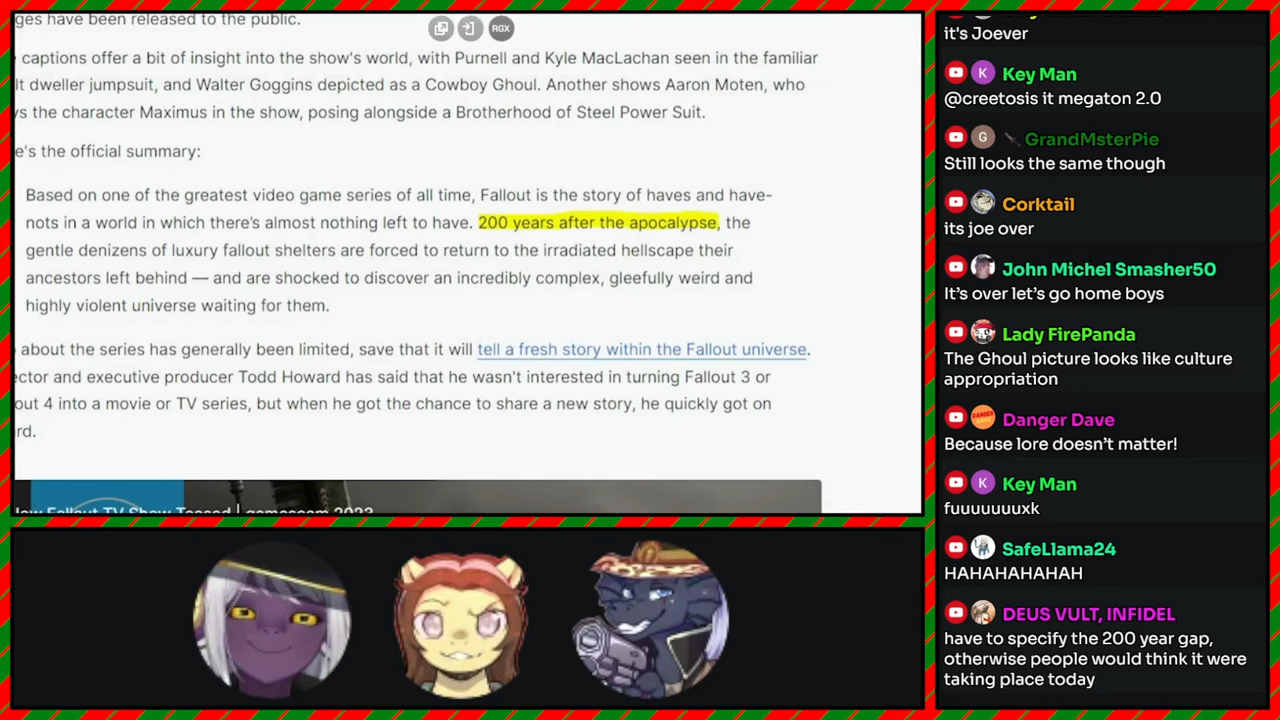 ges have been released to the public.
RGX
captions offer a bit of insight into the show's world, with Purnell and Kyle MacLachan seen in the familiar
lt dweller jumpsuit, and Walter Goggins depicted as a Cowboy Ghoul. Another shows Aaron Moten, who
s the character Maximus in the show, posing alongside a Brotherhood of Steel Power Suit.
e's the official summary:
Based on one of the greatest video game series of all time, Fallout is the story of haves and have-
nots in a world in which there's almost nothing left to have. 200 years after the apocalypse, the
gentle denizens of luxury fallout shelters are forced to return to the irradiated hellscape their
ancestors left behind — and are shocked to discover an incredibly complex, gleefully weird and
highly violent universe waiting for them.
about the series has generally been limited, save that it will tell a fresh story within the Fallout universe.
ector and executive producer Todd Howard has said that he wasn't interested in turning Fallout 3 or
out 4 into a movie or TV series, but when he got the chance to share a new story, he quickly got on
rd.
New Fallout TV Show Teased | gamescom 2023
it's Joever
K Key Man
@creetosis it megaton 2.0
G GrandMsterPie
Still looks the same though
Corktail
its joe over
John Michel Smasher50
It's over let's go home boys
Lady FirePanda
The Ghoul picture looks like culture
appropriation
DANGER DAVE Danger Dave
Because lore doesn't matter!
K Key Man
fuuuuuuxk
SafeLlama24
HAHAHAHAHAH
DEUS VULT, INFIDEL
have to specify the 200 year gap,
otherwise people would think it were
taking place today